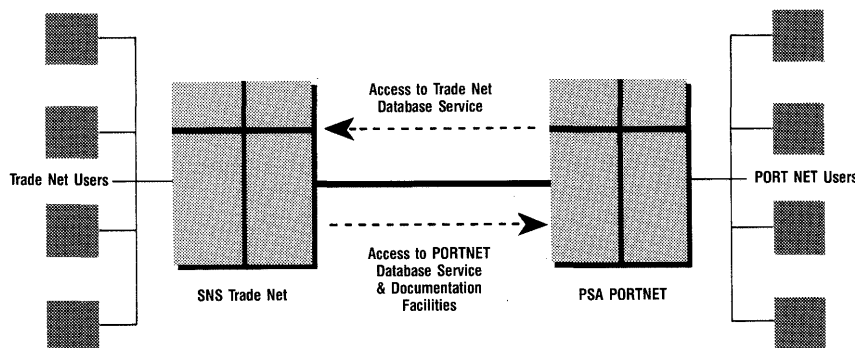 Access to Trade Net
Database Service
Trade Net Users
PORT NET Users
Access to PORTNET
Database Service
& Documentation
Facilities
SNS Trade Net
PSA PORTNET